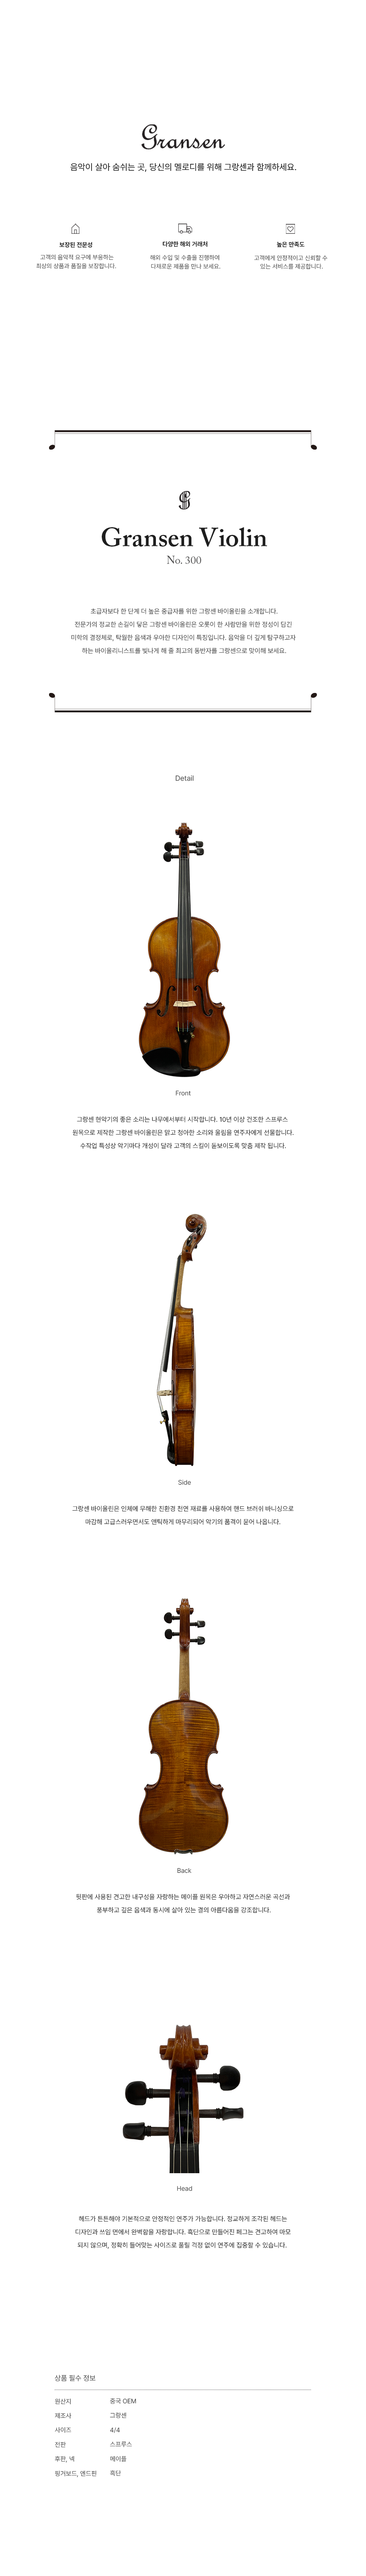 Gransen
음악이 살아 숨쉬는 곳, 당신의 멜로디를 위해 그랑센과 함께하세요.
보장된 전문성
고객의 음악적 요구에 부응하는
최상의 상품과 품질을 보장합니다.
다양한 해외 거래처
해외 수입 및 수출을 진행하여
다채로운 제품을 만나 보세요.
높은 만족도
고객에게 안정적이고 신뢰할 수
있는 서비스를 제공합니다.
Gransen Violin
No. 300
초급자보다 한 단계 더 높은 중급자를 위한 그랑센 바이올린을 소개합니다.
전문가의 정교한 손길이 닿은 그랑센 바이올린은 오롯이 한 사람만을 위한 정성이 담긴
미학의 결정체로, 탁월한 음색과 우아한 디자인이 특징입니다. 음악을 더 깊게 탐구하고자
하는 바이올리니스트를 빛나게 해 줄 최고의 동반자를 그랑센으로 맞이해 보세요.
Detail
Front
그랑센 현악기의 좋은 소리는 나무에서부터 시작합니다. 10년 이상 건조한 스프루스
원목으로 제작한 그랑센 바이올린은 맑고 청아한 소리와 울림을 연주자에게 선물합니다.
수작업 특성상 악기마다 개성이 달라 고객의 스킬이 돋보이도록 맞춤 제작 됩니다.
Side
그랑센 바이올린은 인체에 무해한 친환경 천연 재료를 사용하여 핸드 브러쉬 바니싱으로
마감해 고급스러우면서도 앤틱하게 마무리되어 악기의 품격이 묻어 나옵니다.
Back
뒷판에 사용된 견고한 내구성을 자랑하는 메이플 원목은 우아하고 자연스러운 곡선과
풍부하고 깊은 음색과 동시에 살아 있는 결의 아름다움을 강조합니다.
Head
헤드가 튼튼해야 기본적으로 안정적인 연주가 가능합니다. 정교하게 조각된 헤드는
디자인과 쓰임 면에서 완벽함을 자랑합니다. 흑단으로 만들어진 페그는 견고하여 마모
되지 않으며, 정확히 들어맞는 사이즈로 풀릴 걱정 없이 연주에 집중할 수 있습니다.
상품 필수 정보
원산지 중국 OEM
제조사 그랑센
사이즈 4/4
전판 스프루스
후판, 넥 메이플
핑거보드, 엔드핀 흑단